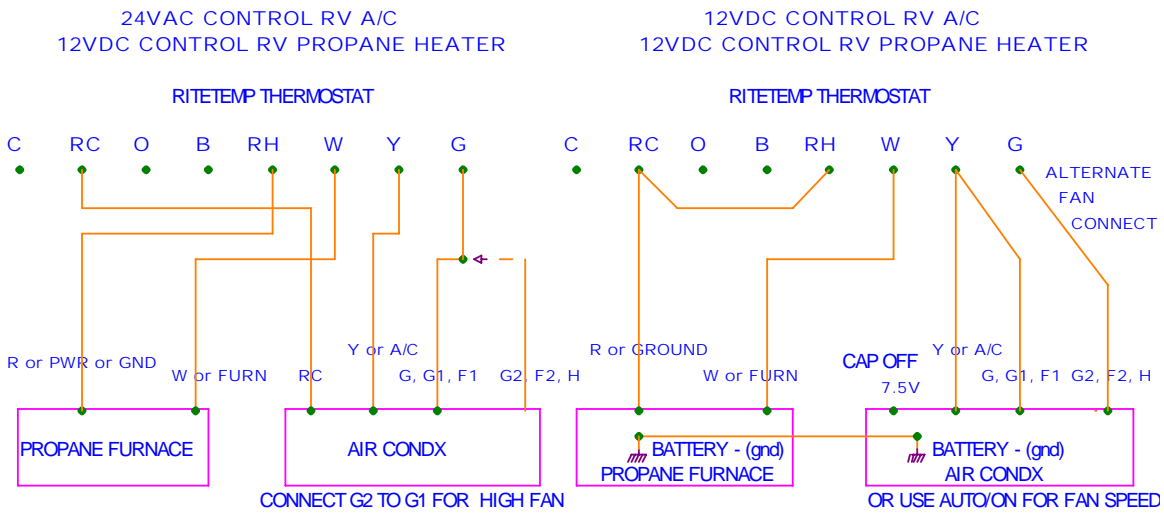 24VAC CONTROL RV A/C
12VDC CONTROL RV PROPANE HEATER
RITETEMP THERMOSTAT
C RC O B RH W Y G
R or PWR or GND
W or FURN
RC
Y or A/C
G, G1, F1
G2, F2, H
PROPANE FURNACE
AIR CONDX
CONNECT G2 TO G1 FOR HIGH FAN
12VDC CONTROL RV A/C
12VDC CONTROL RV PROPANE HEATER
RITETEMP THERMOSTAT
C RC O B RH W Y G
ALTERNATE
FAN
CONNECT
R or GROUND
W or FURN
CAP OFF
7.5V
Y or A/C
G, G1, F1
G2, F2, H
BATTERY - (gnd)
PROPANE FURNACE
BATTERY - (gnd)
AIR CONDX
OR USE AUTO/ON FOR FAN SPEED